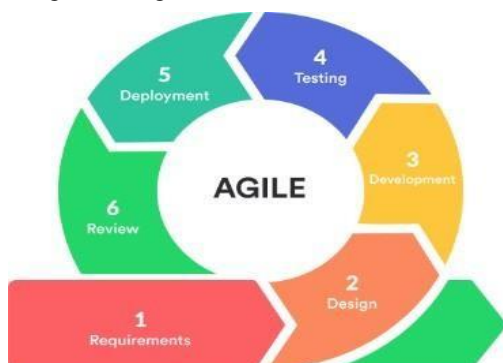 4
Testing
5
Deployment
3
Development
AGILE
6
Review
2
Design
1
Requirements